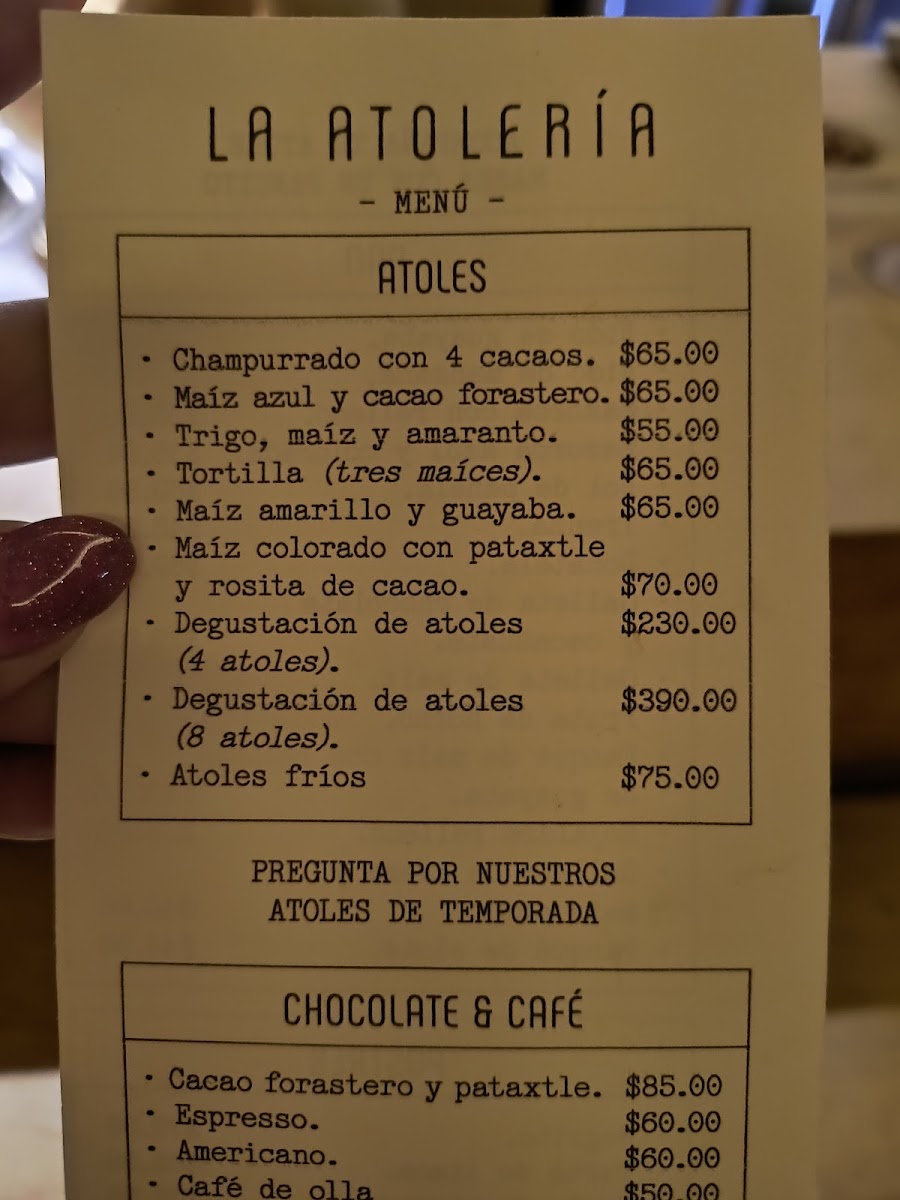 LA ATOLERÍA
- MENÚ -
ATOLES
· Champurrado con 4 cacaos. $65.00
· Maíz azul y cacao forastero. $65.00
· Trigo, maíz y amaranto. $55.00
· Tortilla (tres maíces). $65.00
· Maíz amarillo y guayaba. $65.00
· Maíz colorado con pataxtle
y rosita de cacao. $70.00
· Degustación de atoles $230.00
(4 atoles).
· Degustación de atoles $390.00
(8 atoles).
· Atoles fríos $75.00
PREGUNTA POR NUESTROS
ATOLES DE TEMPORADA
CHOCOLATE & CAFÉ
· Cacao forastero y pataxtle. $85.00
· Espresso. $60.00
· Americano. $60.00
· Café de olla $50.00